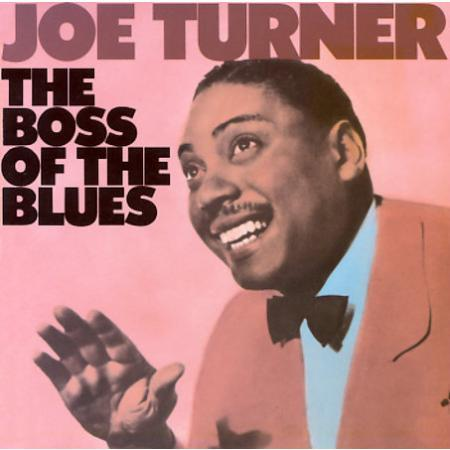 JOE TURNER
THE
BOSS
OF THE
BLUES